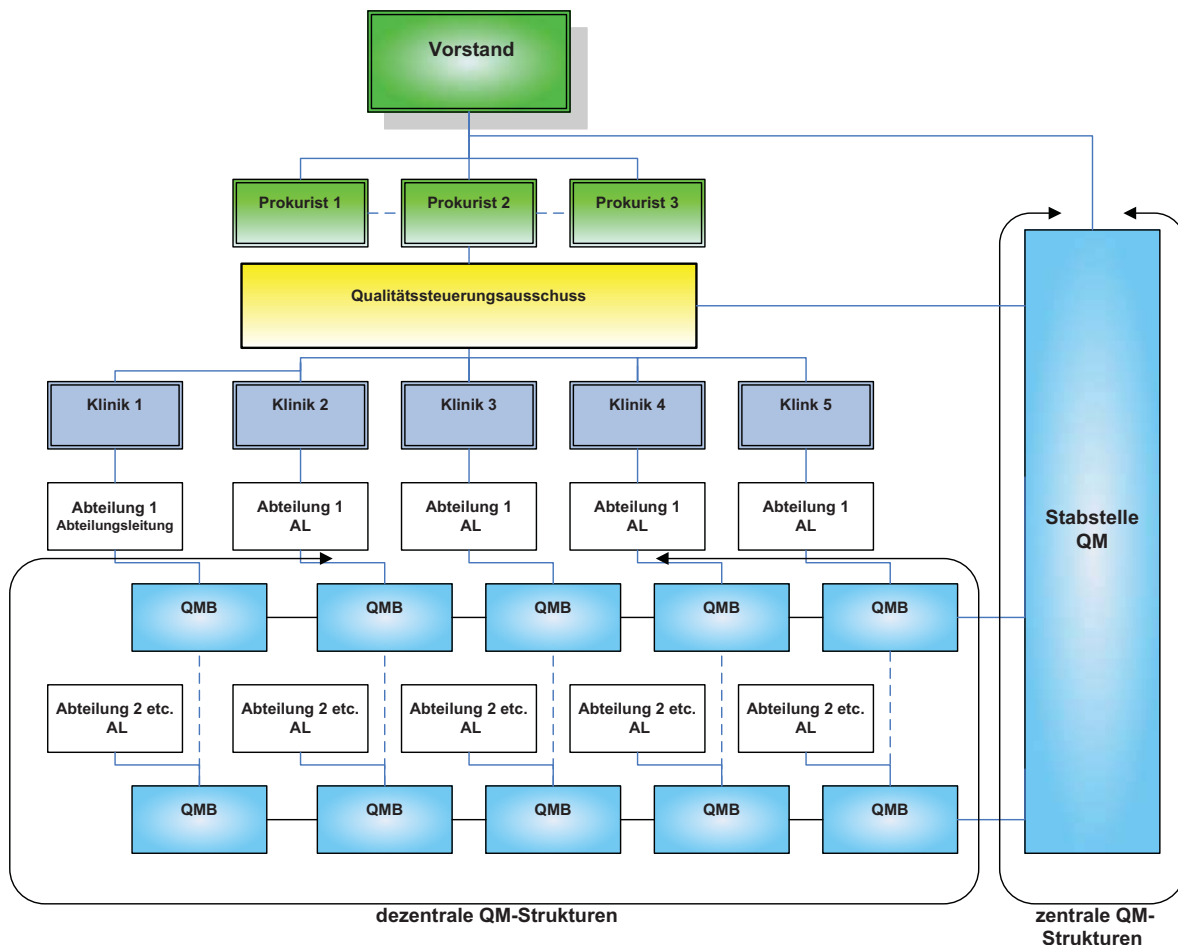 Vorstand
Prokurist 1
Prokurist 2
Prokurist 3
Qualitätssteuerungsausschuss
Klinik 1
Klinik 2
Klinik 3
Klinik 4
Klink 5
Abteilung 1
Abteilungsleitung
Abteilung 1
AL
Abteilung 1
AL
Abteilung 1
AL
Abteilung 1
AL
Stabstelle
QM
QMB
QMB
QMB
QMB
QMB
Abteilung 2 etc.
AL
Abteilung 2 etc.
AL
Abteilung 2 etc.
AL
Abteilung 2 etc.
AL
Abteilung 2 etc.
AL
QMB
QMB
QMB
QMB
QMB
dezentrale QM-Strukturen
zentrale QM-
Strukturen